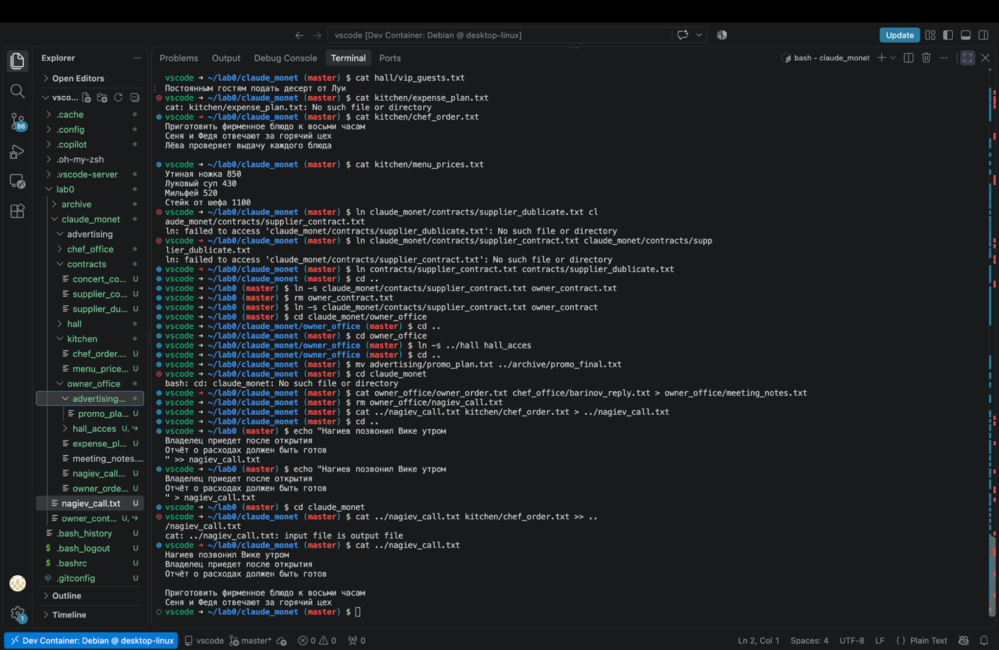 vscode [Dev Container: Debian @ desktop-linux]
Update
Explorer
Problems
Output
Debug Console
Terminal
Ports
bash - claude_monet
Open Editors
vsco...
.cache
.config
.copilot
.oh-my-zsh
.vscode-server
lab0
archive
claude_monet
advertising
chef_office
contracts
concert_co... U
supplier_co... U
supplier_du... U
hall
kitchen
chef_order.... U
menu_price... U
owner_office
advertising...
promo_pla... U
hall_acces U,
expense_pl... U
meeting_notes....
nagiev_call... U
owner_orde... U
nagiev_call.txt U
owner_cont... U,
.bash_history U
$ .bash_logout U
$ .bashrc U
.gitconfig U
Outline
Timeline
86
1
vscode → ~/lab0/claude_monet (master) $ cat hall/vip_guests.txt
Постоянным гостям подать десерт от Луи
vscode → ~/lab0/claude_monet (master) $ cat kitchen/expense_plan.txt
cat: kitchen/expense_plan.txt: No such file or directory
vscode → ~/lab0/claude_monet (master) $ cat kitchen/chef_order.txt
Приготовить фирменное блюдо к восьми часам
Сеня и Федя отвечают за горячий цех
Лёва проверяет выдачу каждого блюда
vscode → ~/lab0/claude_monet (master) $ cat kitchen/menu_prices.txt
Утиная ножка 850
Луковый суп 430
Мильфей 520
Стейк от шефа 1100
vscode → ~/lab0/claude_monet (master) $ ln claude_monet/contracts/supplier_dublicate.txt cl
aude_monet/contracts/supplier_contract.txt
ln: failed to access 'claude_monet/contracts/supplier_dublicate.txt': No such file or directory
vscode → ~/lab0/claude_monet (master) $ ln claude_monet/contracts/supplier_contract.txt claude_monet/contracts/supp
lier_dublicate.txt
ln: failed to access 'claude_monet/contracts/supplier_contract.txt': No such file or directory
vscode → ~/lab0/claude_monet (master) $ ln contracts/supplier_contract.txt contracts/supplier_dublicate.txt
vscode → ~/lab0/claude_monet (master) $ cd ..
vscode → ~/lab0 (master) $ ln -s claude_monet/contacts/supplier_contract.txt owner_contract.txt
vscode → ~/lab0 (master) $ rm owner_contract.txt
vscode → ~/lab0 (master) $ ln -s claude_monet/contacts/supplier_contract.txt owner_contract
vscode → ~/lab0 (master) $ cd claude_monet/owner_office
vscode → ~/lab0/claude_monet/owner_office (master) $ cd ..
vscode → ~/lab0/claude_monet (master) $ cd owner_office
vscode → ~/lab0/claude_monet/owner_office (master) $ ln -s ../hall hall_acces
vscode → ~/lab0/claude_monet/owner_office (master) $ cd ..
vscode → ~/lab0/claude_monet (master) $ mv advertising/promo_plan.txt ../archive/promo_final.txt
vscode → ~/lab0/claude_monet (master) $ cd claude_monet
bash: cd: claude_monet: No such file or directory
vscode → ~/lab0/claude_monet (master) $ cat owner_office/owner_order.txt chef_office/barinov_reply.txt > owner_office/meeting_notes.txt
vscode → ~/lab0/claude_monet (master) $ rm owner_office/nagiev_call.txt
vscode → ~/lab0/claude_monet (master) $ cat ../nagiev_call.txt kitchen/chef_order.txt > ../nagiev_call.txt
vscode → ~/lab0/claude_monet (master) $ cd ..
vscode → ~/lab0 (master) $ echo "Нагиев позвонил Вике утром
Владелец приедет после открытия
Отчёт о расходах должен быть готов
" >> nagiev_call.txt
vscode → ~/lab0 (master) $ echo "Нагиев позвонил Вике утром
Владелец приедет после открытия
Отчёт о расходах должен быть готов
" > nagiev_call.txt
vscode → ~/lab0 (master) $ cd claude_monet
vscode → ~/lab0/claude_monet (master) $ cat ../nagiev_call.txt kitchen/chef_order.txt >> ..
/nagiev_call.txt
cat: ../nagiev_call.txt: input file is output file
vscode → ~/lab0/claude_monet (master) $ cat ../nagiev_call.txt
Нагиев позвонил Вике утром
Владелец приедет после открытия
Отчёт о расходах должен быть готов
Приготовить фирменное блюдо к восьми часам
Сеня и Федя отвечают за горячий цех
vscode → ~/lab0/claude_monet (master) $
Dev Container: Debian @ desktop-linux
vscode
master*
0
0
0
Ln 2, Col 1
Spaces: 4
UTF-8
LF
{ } Plain Text